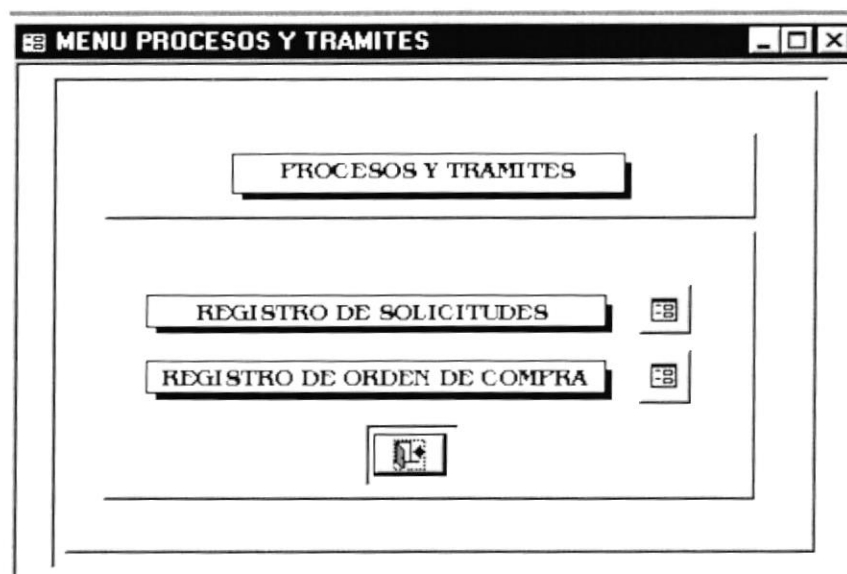 MENU PROCESOS Y TRAMITES
PROCESOS Y TRAMITES
REGISTRO DE SOLICITUDES
REGISTRO DE ORDEN DE COMPRA